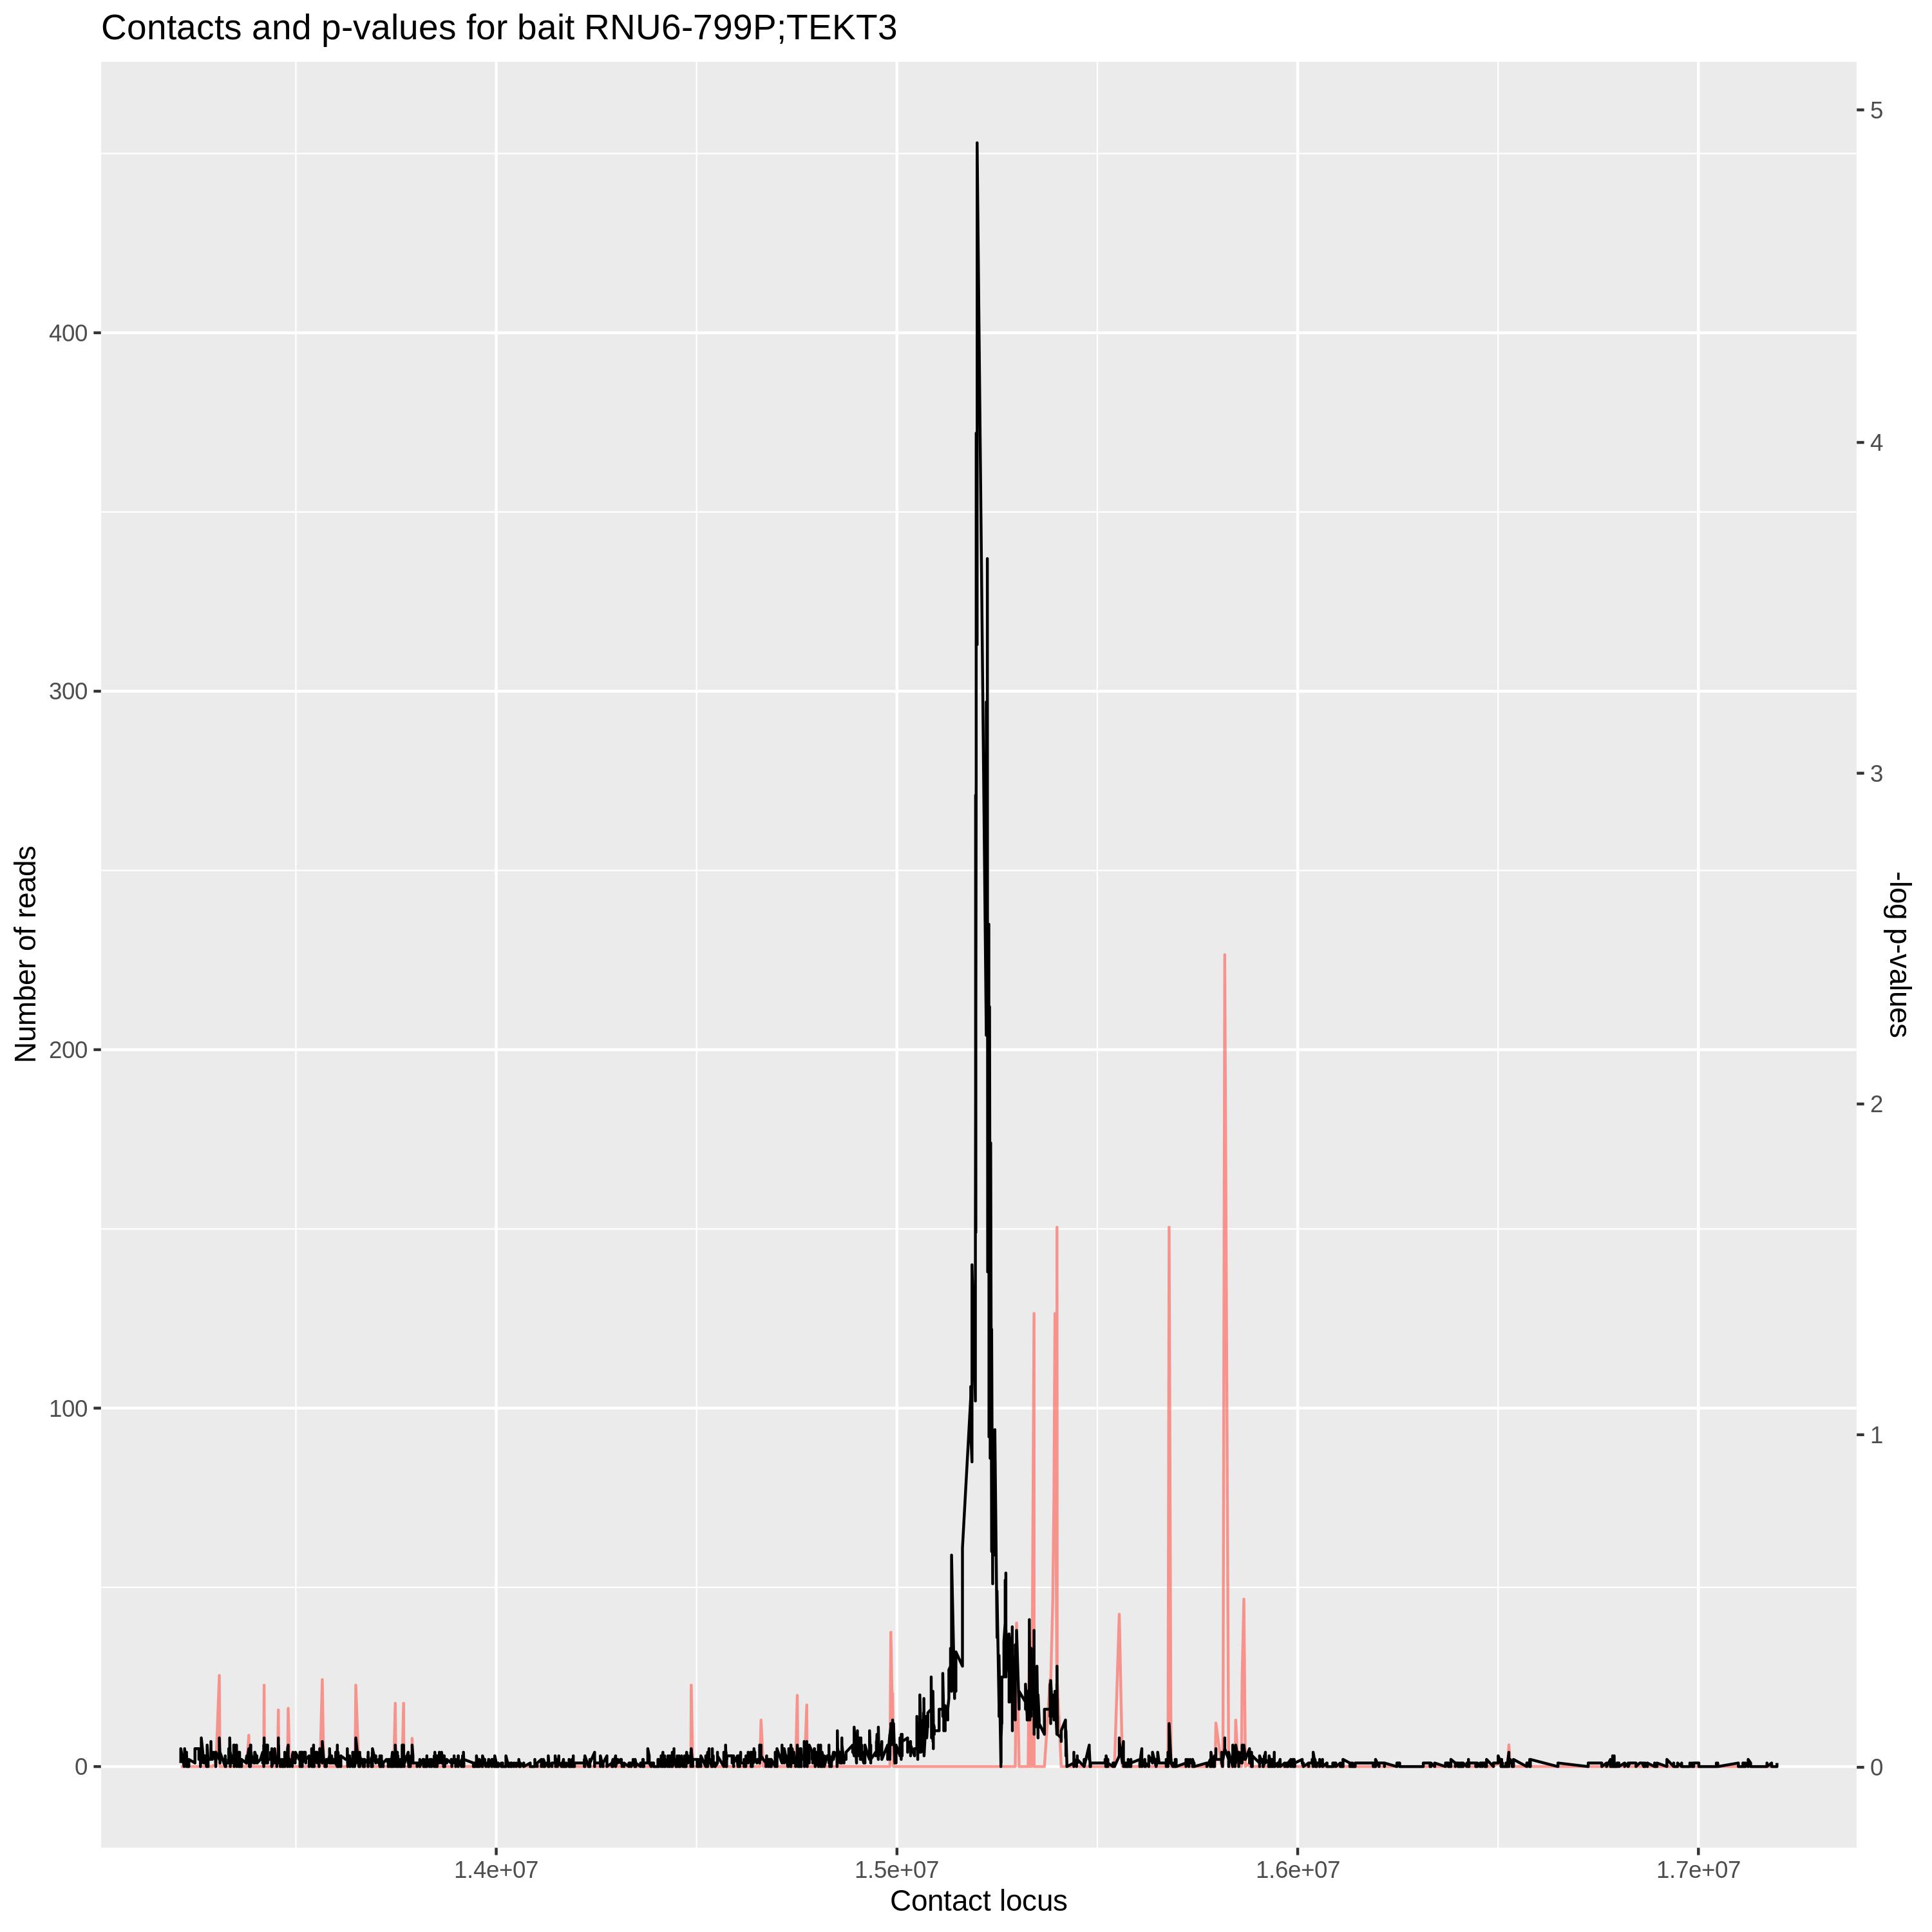 Contacts and p-values for bait RNU6-799P;TEKT3
Number of reads
400
300
200
100
0
5
4
3
2
1
0
-log p-values
1.4e+07 1.5e+07 1.6e+07 1.7e+07
Contact locus